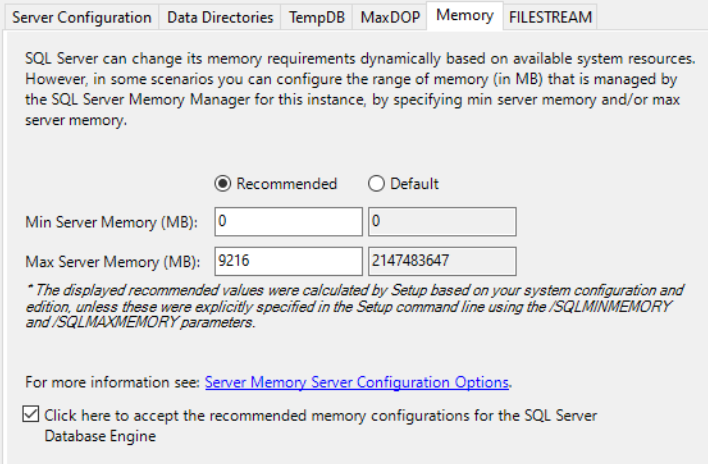 Server Configuration Data Directories TempDB MaxDOP Memory FILESTREAM
SQL Server can change its memory requirements dynamically based on available system resources.
However, in some scenarios you can configure the range of memory (in MB) that is managed by
the SQL Server Memory Manager for this instance, by specifying min server memory and/or max
server memory.
Recommended Default
Min Server Memory (MB): 0 0
Max Server Memory (MB): 9216 2147483647
* The displayed recommended values were calculated by Setup based on your system configuration and
edition, unless these were explicitly specified in the Setup command line using the /SQLMINMEMORY
and /SQLMAXMEMORY parameters.
For more information see: Server Memory Server Configuration Options.
Click here to accept the recommended memory configurations for the SQL Server
Database Engine